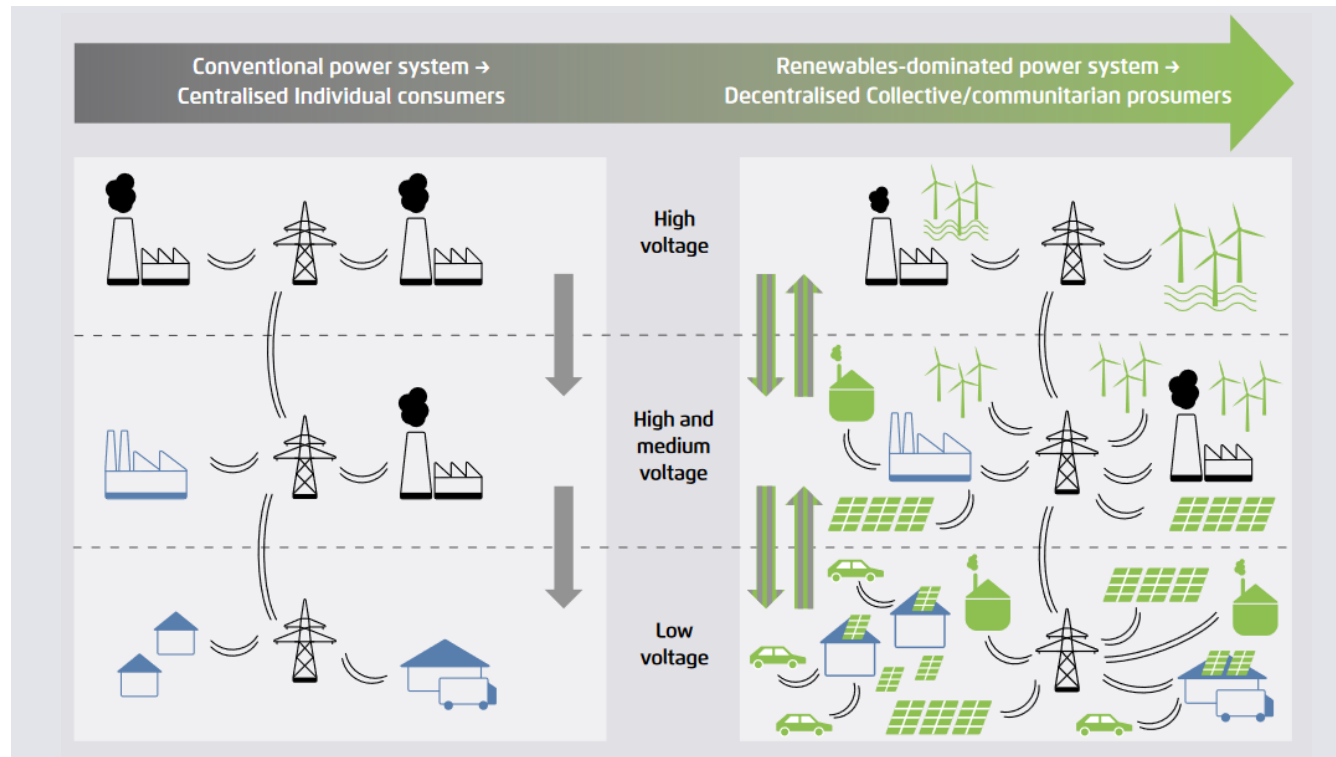 Conventional power system →
Centralised Individual consumers
Renewables-dominated power system →
Decentralised Collective/communitarian prosumers
High
voltage
High and
medium
voltage
Low
voltage